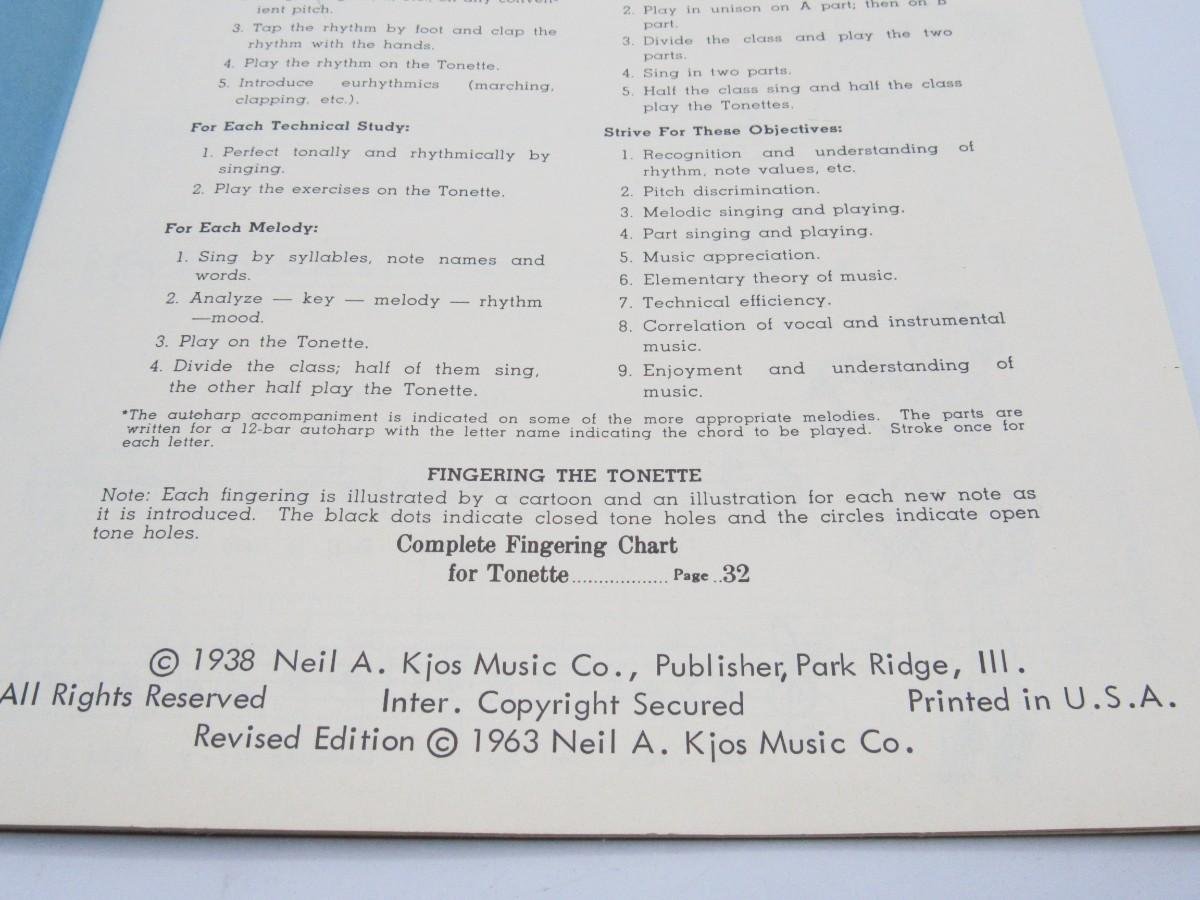 ient pitch.
3. Tap the rhythm by foot and clap the
rhythm with the hands.
4. Play the rhythm on the Tonette.
5. Introduce eurhythmics (marching,
clapping, etc.).
For Each Technical Study:
1. Perfect tonally and rhythmically by
singing.
2. Play the exercises on the Tonette.
For Each Melody:
1. Sing by syllables, note names and
words.
2. Analyze — key — melody — rhythm
—mood.
3. Play on the Tonette.
4. Divide the class; half of them sing,
the other half play the Tonette.
2. Play in unison on A part; then on B
part.
3. Divide the class and play the two
parts.
4. Sing in two parts.
5. Half the class sing and half the class
play the Tonettes.
Strive For These Objectives:
1. Recognition and understanding of
rhythm, note values, etc.
2. Pitch discrimination.
3. Melodic singing and playing.
4. Part singing and playing.
5. Music appreciation.
6. Elementary theory of music.
7. Technical efficiency.
8. Correlation of vocal and instrumental
music.
9. Enjoyment and understanding of
music.
*The autoharp accompaniment is indicated on some of the more appropriate melodies. The parts are
written for a 12-bar autoharp with the letter name indicating the chord to be played. Stroke once for
each letter.
FINGERING THE TONETTE
Note: Each fingering is illustrated by a cartoon and an illustration for each new note as
it is introduced. The black dots indicate closed tone holes and the circles indicate open
tone holes.
Complete Fingering Chart
for Tonette.................. Page ..32
© 1938 Neil A. Kjos Music Co., Publisher, Park Ridge, Ill.
All Rights Reserved Inter. Copyright Secured Printed in U.S.A.
Revised Edition © 1963 Neil A. Kjos Music Co.